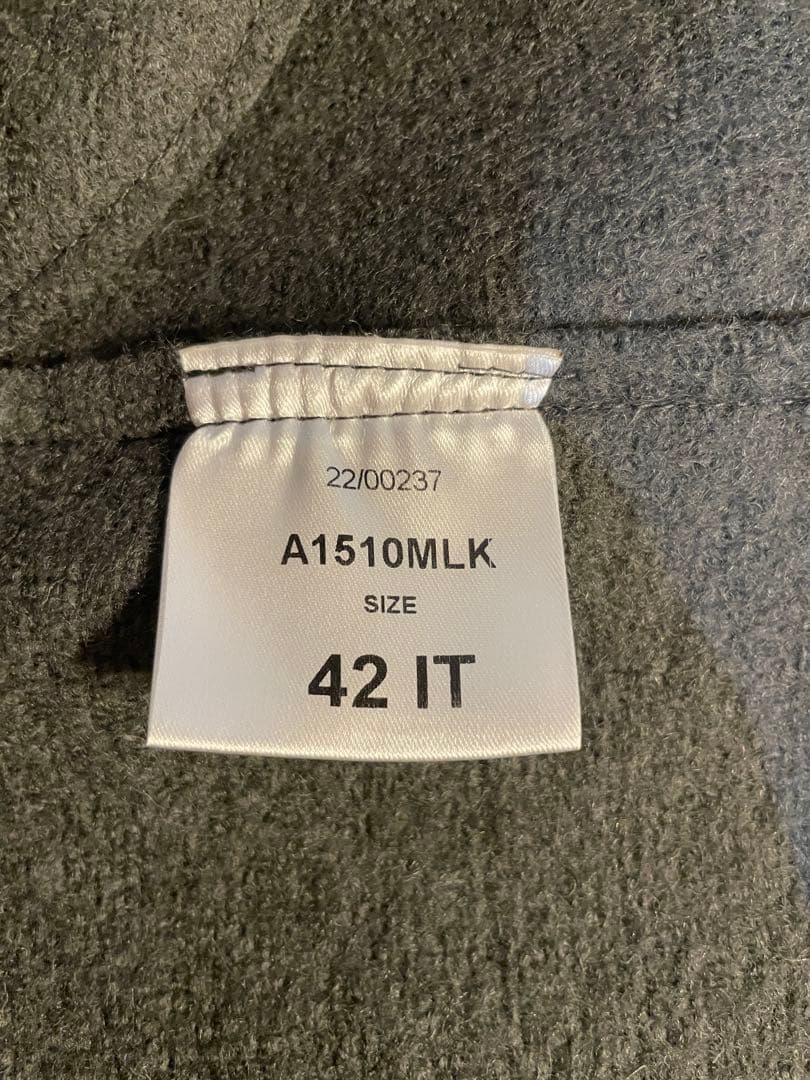 22/00237
A1510MLK
SIZE
42 IT